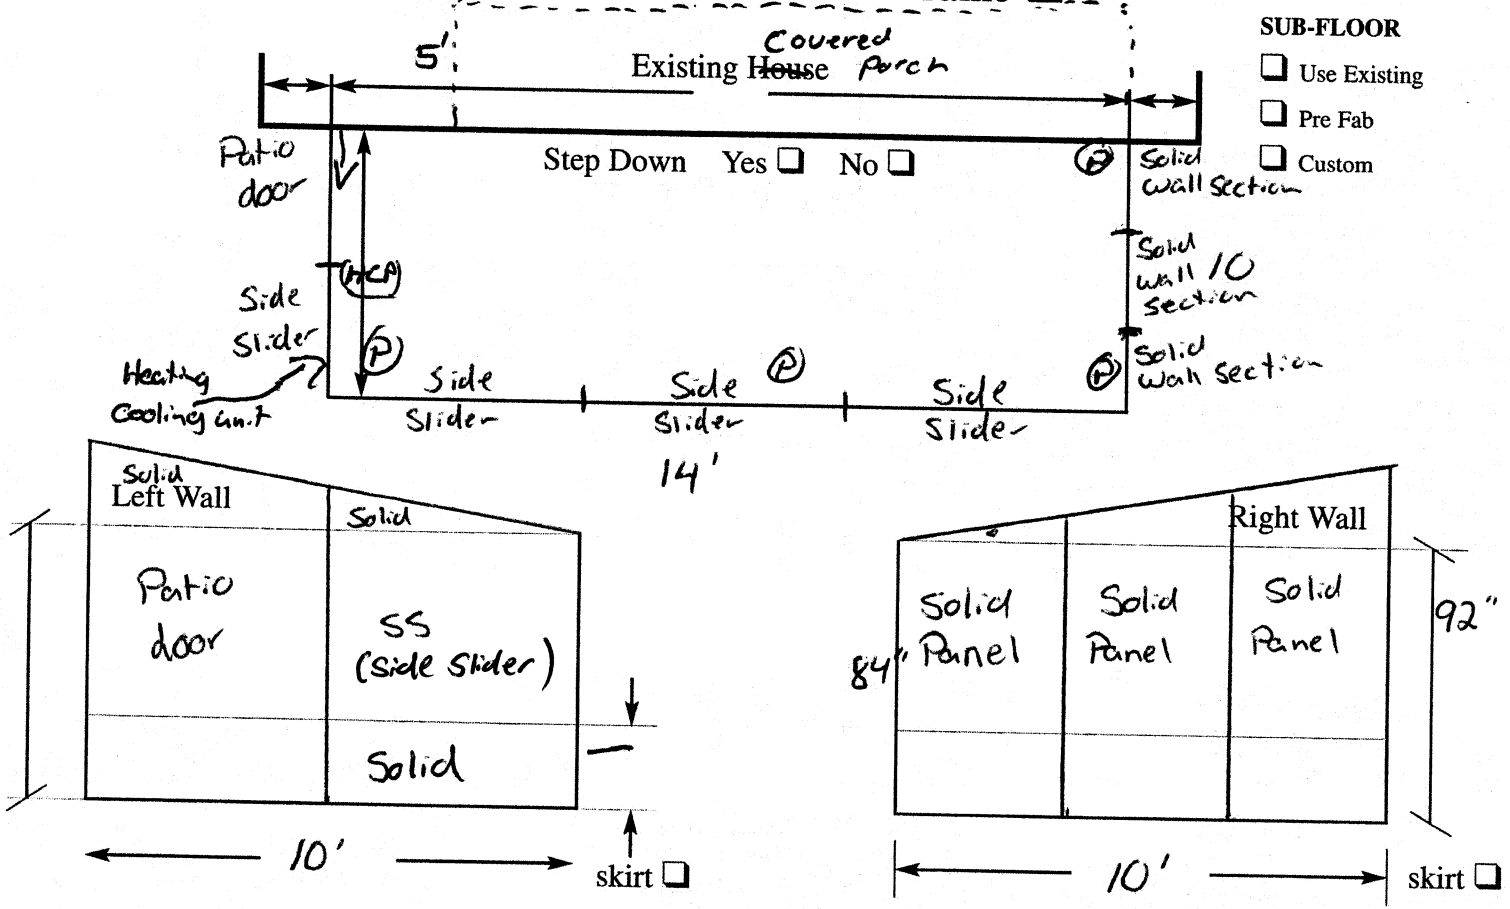 SUB-FLOOR
Use Existing
Pre Fab
Custom
5'
Covered
Existing House Porch
Patio
door
Step Down Yes No
P
Solid
wall section
Solid
wall 10
section
HCP
Side
Slider
P
Heating
Cooling unit
Side
Slider
Side
Slider
P
Side
Slider
P
Solid
wall section
14'
Solid
Left Wall
Solid
Patio
door
SS
(Side Slider)
Solid
10'
skirt
Right Wall
Solid
Panel
Solid
Panel
Solid
Panel
84"
92"
10'
skirt